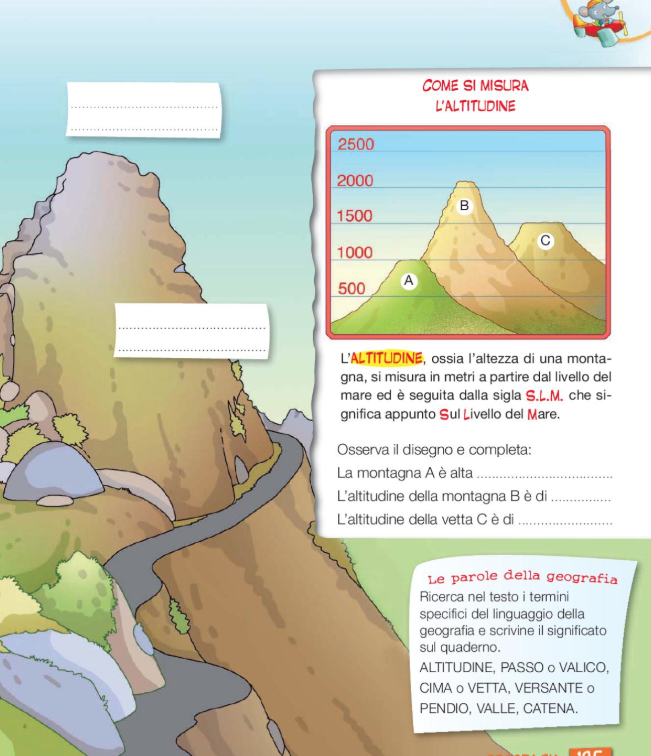 COME SI MISURA
L'ALTITUDINE
2500
2000
1500
1000
500
B
C
A
L'ALTITUDINE, ossia l'altezza di una monta-
gna, si misura in metri a partire dal livello del
mare ed è seguita dalla sigla S.L.M. che si-
gnifica appunto Sul Livello del Mare.
Osserva il disegno e completa:
La montagna A è alta ..................................
L'altitudine della montagna B è di ...............
L'altitudine della vetta C è di ........................
Le parole della geografia
Ricerca nel testo i termini
specifici del linguaggio della
geografia e scrivine il significato
sul quaderno.
ALTITUDINE, PASSO o VALICO,
CIMA o VETTA, VERSANTE o
PENDIO, VALLE, CATENA.